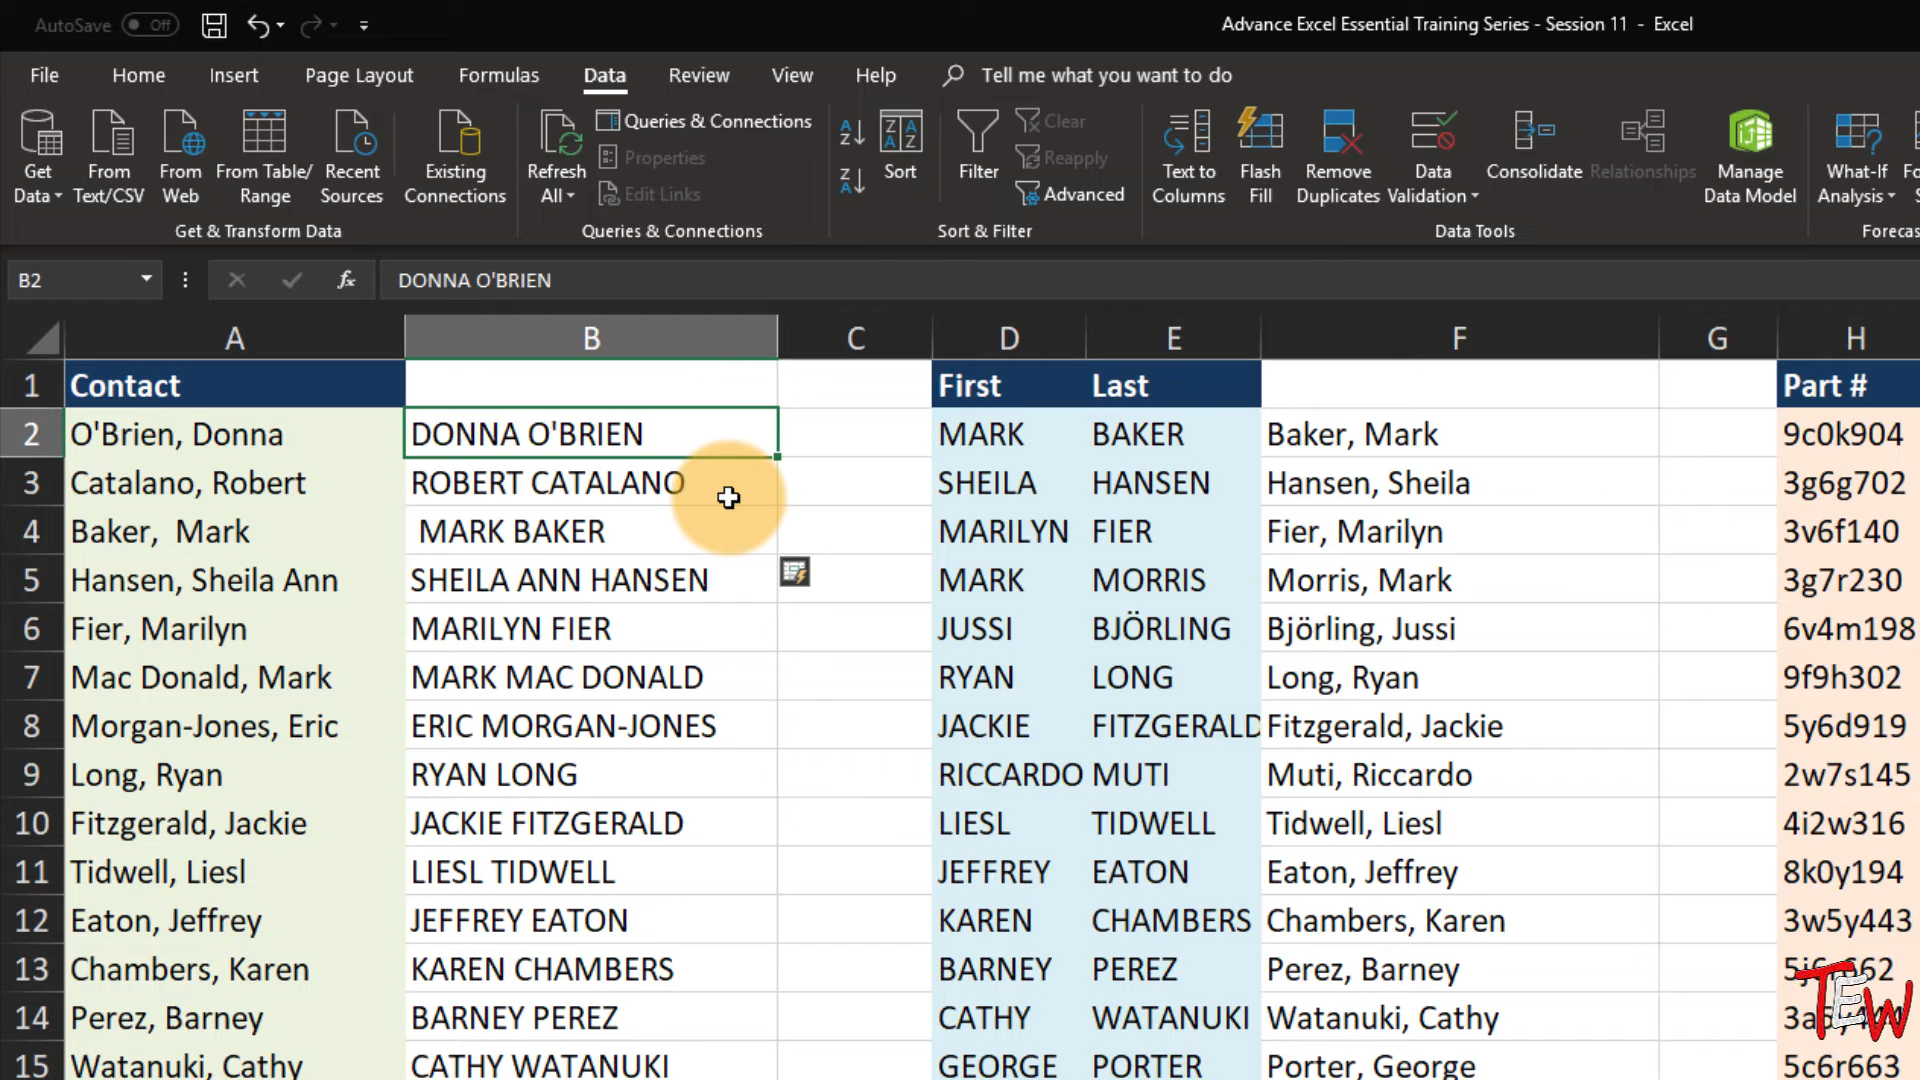 AutoSave Off Advance Excel Essential Training Series - Session 11 - Excel
File Home Insert Page Layout Formulas Data Review View Help Tell me what you want to do
Get Data From Text/CSV From Web From Table/Range Recent Sources Existing Connections
Get & Transform Data
Refresh All Queries & Connections Properties Edit Links
Queries & Connections
Sort Filter Clear Reapply Advanced
Sort & Filter
Text to Columns Flash Fill Remove Duplicates Data Validation Consolidate Relationships Manage Data Model
Data Tools
What-If Analysis Fo
Forecas
B2 fx DONNA O'BRIEN
A B C D E F G H
1 Contact First Last Part #
2 O'Brien, Donna DONNA O'BRIEN MARK BAKER Baker, Mark 9c0k904
3 Catalano, Robert ROBERT CATALANO SHEILA HANSEN Hansen, Sheila 3g6g702
4 Baker,  Mark  MARK BAKER MARILYN FIER Fier, Marilyn 3v6f140
5 Hansen, Sheila Ann SHEILA ANN HANSEN MARK MORRIS Morris, Mark 3g7r230
6 Fier, Marilyn MARILYN FIER JUSSI BJÖRLING Björling, Jussi 6v4m198
7 Mac Donald, Mark MARK MAC DONALD RYAN LONG Long, Ryan 9f9h302
8 Morgan-Jones, Eric ERIC MORGAN-JONES JACKIE FITZGERALD Fitzgerald, Jackie 5y6d919
9 Long, Ryan RYAN LONG RICCARDO MUTI Muti, Riccardo 2w7s145
10 Fitzgerald, Jackie JACKIE FITZGERALD LIESL TIDWELL Tidwell, Liesl 4i2w316
11 Tidwell, Liesl LIESL TIDWELL JEFFREY EATON Eaton, Jeffrey 8k0y194
12 Eaton, Jeffrey JEFFREY EATON KAREN CHAMBERS Chambers, Karen 3w5y443
13 Chambers, Karen KAREN CHAMBERS BARNEY PEREZ Perez, Barney
14 Perez, Barney BARNEY PEREZ CATHY WATANUKI Watanuki, Cathy
15 Watanuki, Cathy CATHY WATANUKI GEORGE PORTER Porter, George 5c6r663
TEW